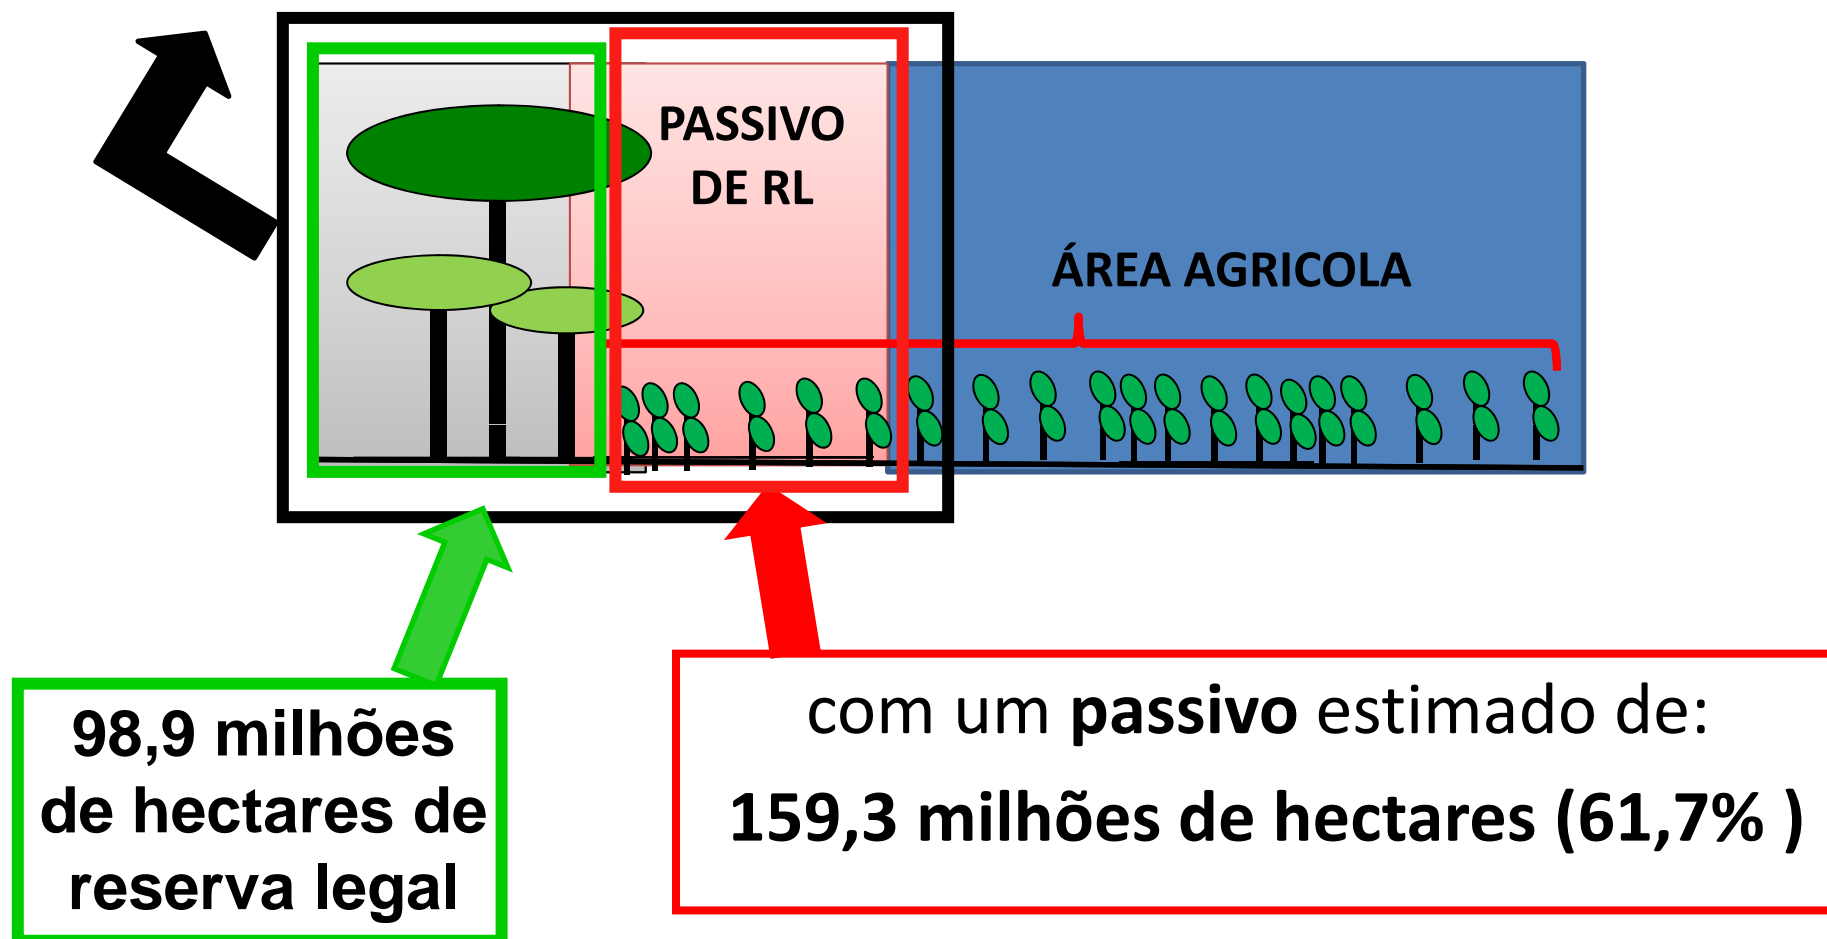 PASSIVO
DE RL
ÁREA AGRICOLA
98,9 milhões
de hectares de
reserva legal
com um passivo estimado de:
159,3 milhões de hectares (61,7% )